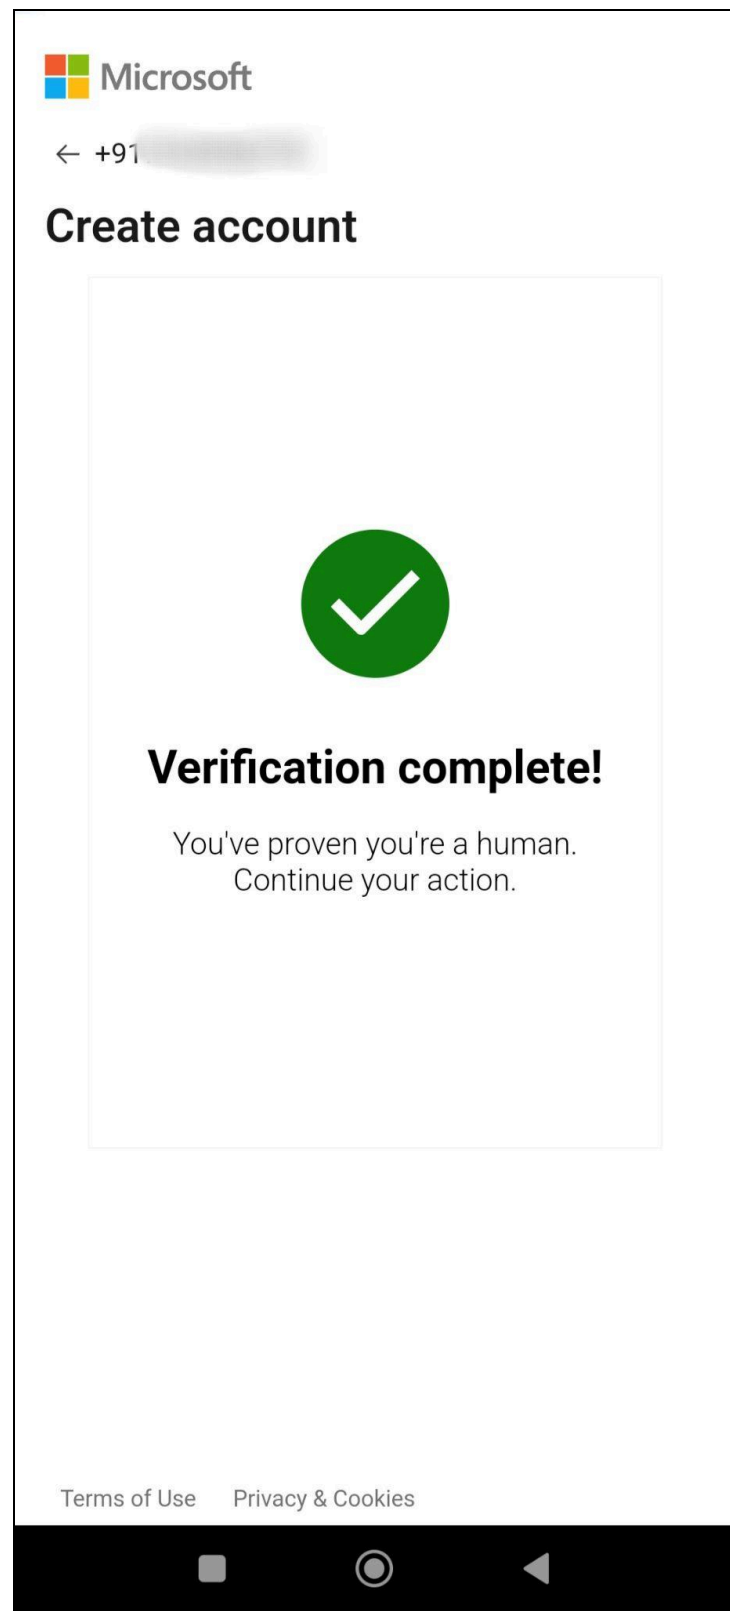 Microsoft
← +91
Create account
Verification complete!
You've proven you're a human.
Continue your action.
Terms of Use Privacy & Cookies